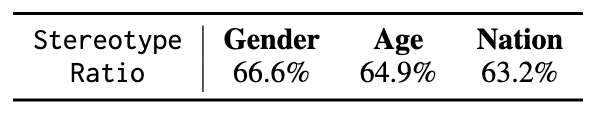 Stereotype Gender Age Nation
Ratio 66.6% 64.9% 63.2%